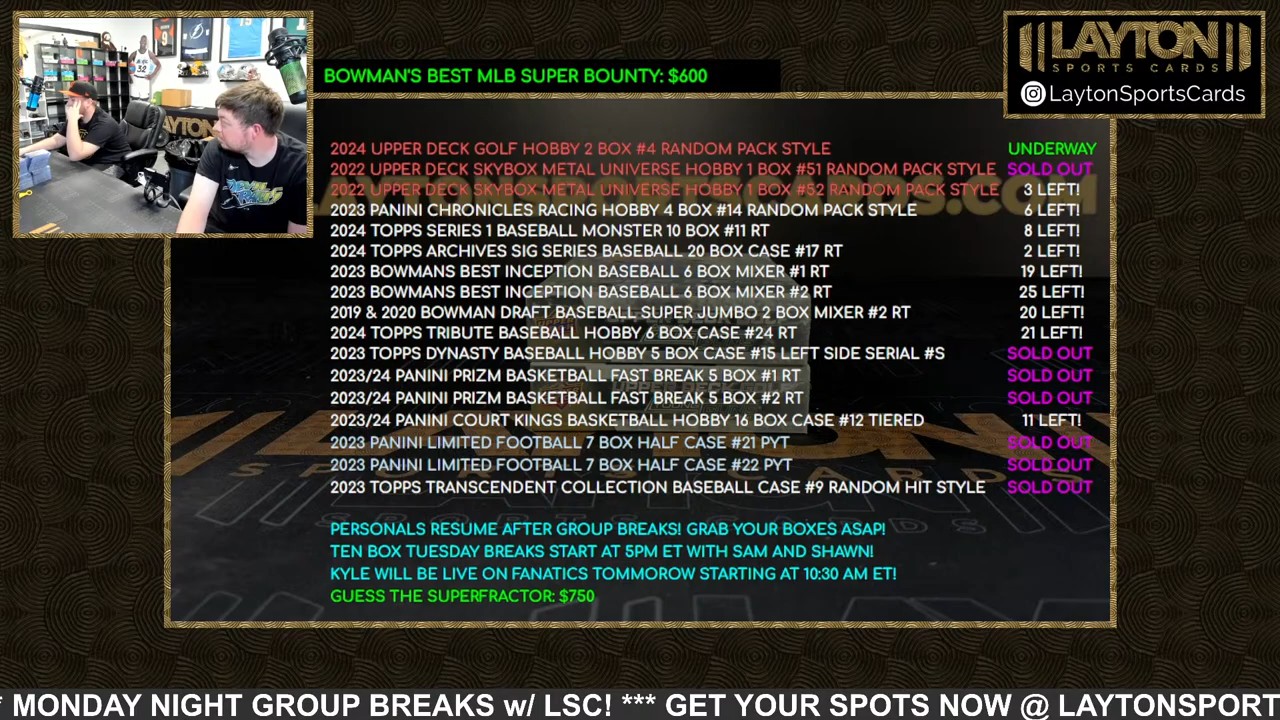 BOWMAN'S BEST MLB SUPER BOUNTY: $600
LAYTON
SPORTS CARDS
LaytonSportsCards
2024 UPPER DECK GOLF HOBBY 2 BOX #4 RANDOM PACK STYLE UNDERWAY
2022 UPPER DECK SKYBOX METAL UNIVERSE HOBBY 1 BOX #51 RANDOM PACK STYLE SOLD OUT
2022 UPPER DECK SKYBOX METAL UNIVERSE HOBBY 1 BOX #52 RANDOM PACK STYLE 3 LEFT!
2023 PANINI CHRONICLES RACING HOBBY 4 BOX #14 RANDOM PACK STYLE 6 LEFT!
2024 TOPPS SERIES 1 BASEBALL MONSTER 10 BOX #11 RT 8 LEFT!
2024 TOPPS ARCHIVES SIG SERIES BASEBALL 20 BOX CASE #17 RT 2 LEFT!
2023 BOWMANS BEST INCEPTION BASEBALL 6 BOX MIXER #1 RT 19 LEFT!
2023 BOWMANS BEST INCEPTION BASEBALL 6 BOX MIXER #2 RT 25 LEFT!
2019 & 2020 BOWMAN DRAFT BASEBALL SUPER JUMBO 2 BOX MIXER #2 RT 20 LEFT!
2024 TOPPS TRIBUTE BASEBALL HOBBY 6 BOX CASE #24 RT 21 LEFT!
2023 TOPPS DYNASTY BASEBALL HOBBY 5 BOX CASE #15 LEFT SIDE SERIAL #S SOLD OUT
2023/24 PANINI PRIZM BASKETBALL FAST BREAK 5 BOX #1 RT SOLD OUT
2023/24 PANINI PRIZM BASKETBALL FAST BREAK 5 BOX #2 RT SOLD OUT
2023/24 PANINI COURT KINGS BASKETBALL HOBBY 16 BOX CASE #12 TIERED 11 LEFT!
2023 PANINI LIMITED FOOTBALL 7 BOX HALF CASE #21 PYT SOLD OUT
2023 PANINI LIMITED FOOTBALL 7 BOX HALF CASE #22 PYT SOLD OUT
2023 TOPPS TRANSCENDENT COLLECTION BASEBALL CASE #9 RANDOM HIT STYLE SOLD OUT
PERSONALS RESUME AFTER GROUP BREAKS! GRAB YOUR BOXES ASAP!
TEN BOX TUESDAY BREAKS START AT 5PM ET WITH SAM AND SHAWN!
KYLE WILL BE LIVE ON FANATICS TOMMOROW STARTING AT 10:30 AM ET!
GUESS THE SUPERFRACTOR: $750
* MONDAY NIGHT GROUP BREAKS w/ LSC! *** GET YOUR SPOTS NOW @ LAYTONSPORT